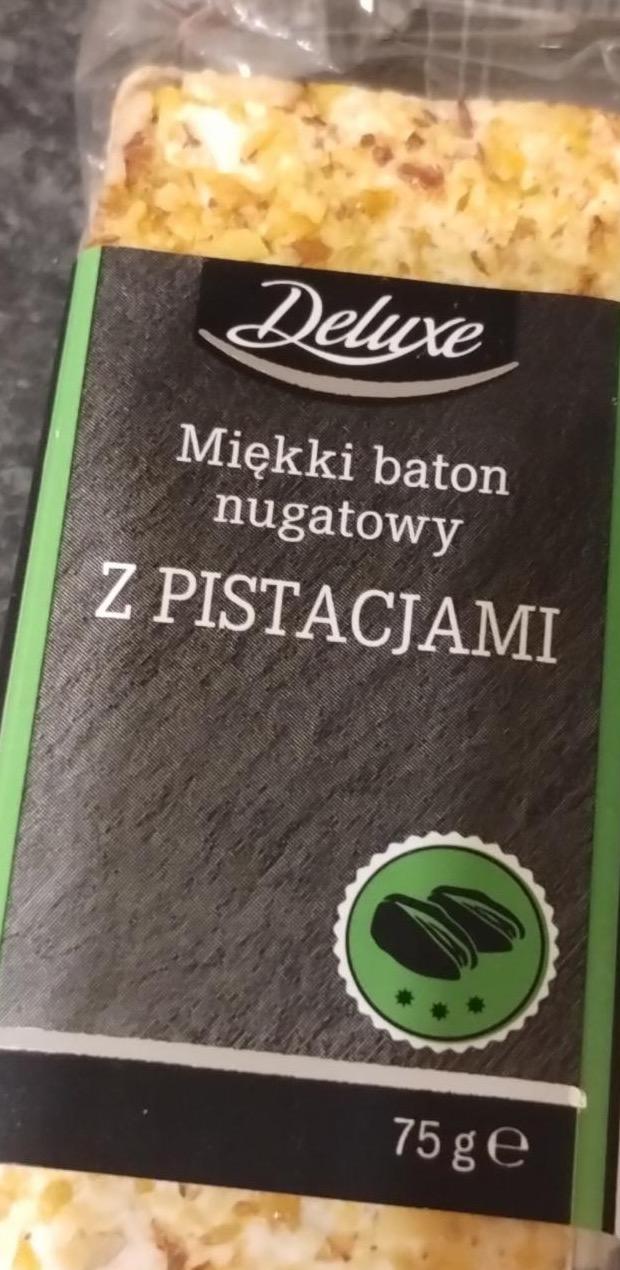 Deluxe
Miękki baton
nugatowy
Z PISTACJAMI
75 g ℮